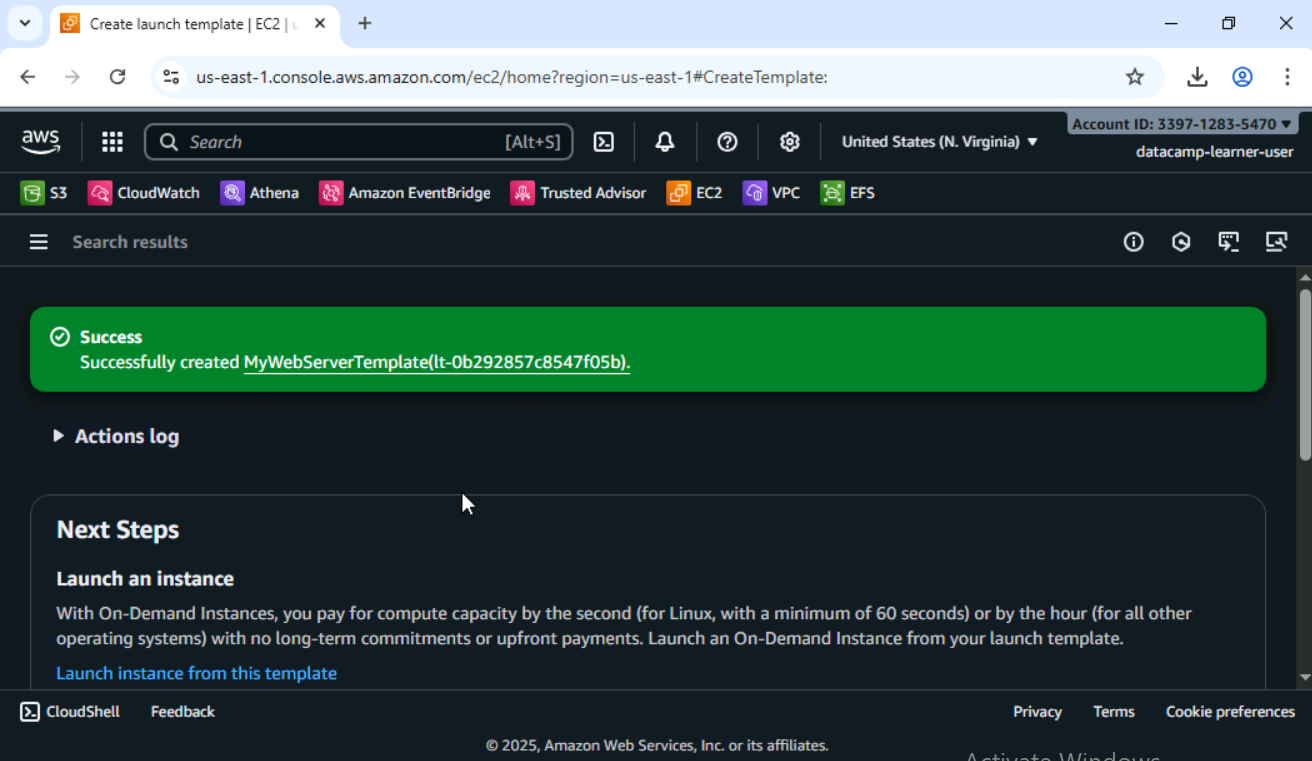 Create launch template | EC2 |
us-east-1.console.aws.amazon.com/ec2/home?region=us-east-1#CreateTemplate:
aws
Search [Alt+S]
United States (N. Virginia) ▼
Account ID: 3397-1283-5470 ▼
datacamp-learner-user
S3 CloudWatch Athena Amazon EventBridge Trusted Advisor EC2 VPC EFS
Search results
Success
Successfully created MyWebServerTemplate(lt-0b292857c8547f05b).
Actions log
Next Steps
Launch an instance
With On-Demand Instances, you pay for compute capacity by the second (for Linux, with a minimum of 60 seconds) or by the hour (for all other
operating systems) with no long-term commitments or upfront payments. Launch an On-Demand Instance from your launch template.
Launch instance from this template
CloudShell Feedback Privacy Terms Cookie preferences
© 2025, Amazon Web Services, Inc. or its affiliates.
Activate Windows